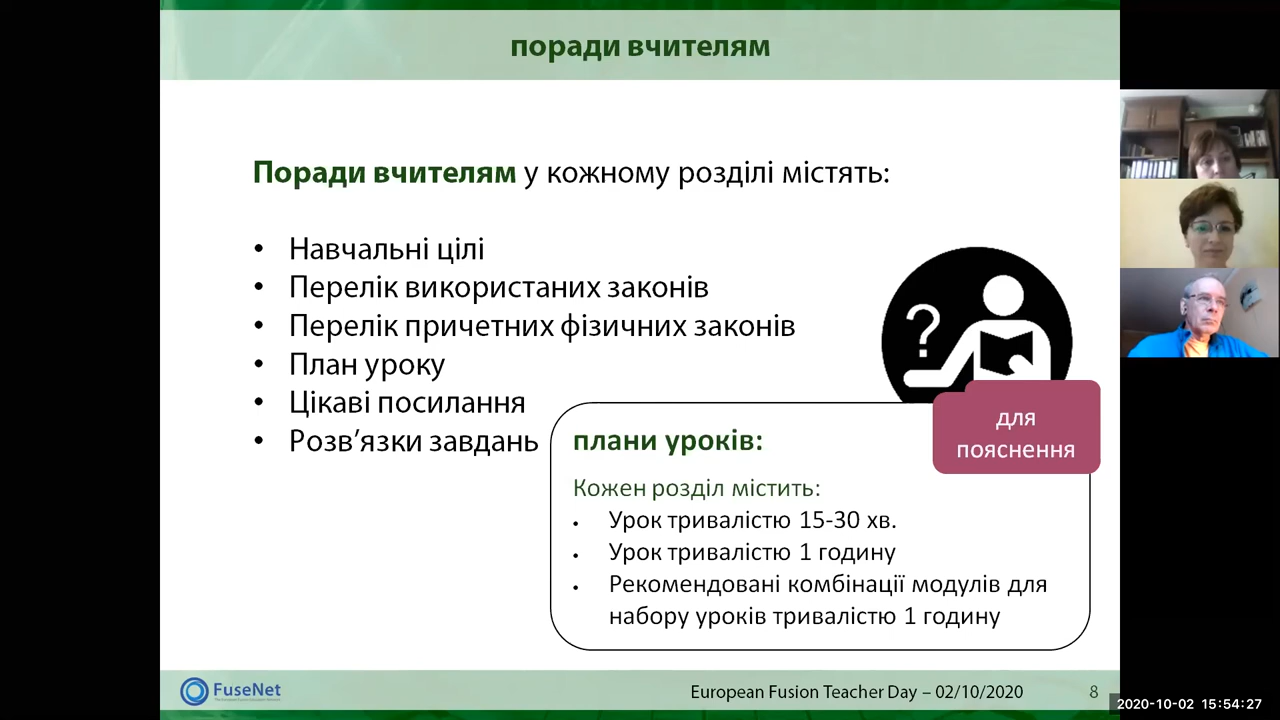 поради вчителям
Поради вчителям у кожному розділі містять:
• Навчальні цілі
• Перелік використаних законів
• Перелік причетних фізичних законів
• План уроку
• Цікаві посилання
• Розв’язки завдань
?
для
пояснення
плани уроків:
Кожен розділ містить:
• Урок тривалістю 15-30 хв.
• Урок тривалістю 1 годину
• Рекомендовані комбінації модулів для
набору уроків тривалістю 1 годину
FuseNet
European Fusion Teacher Day – 02/10/2020
8
2020-10-02 15:54:27